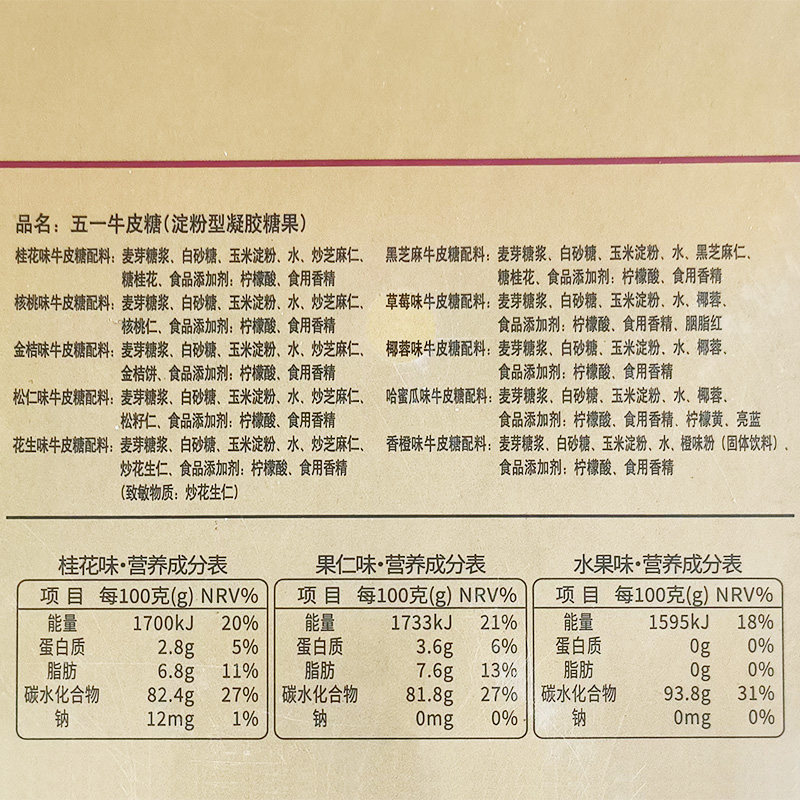 品名：五一牛皮糖(淀粉型凝胶糖果)
桂花味牛皮糖配料：麦芽糖浆、白砂糖、玉米淀粉、水、炒芝麻仁、
糖桂花、食品添加剂：柠檬酸、食用香精
核桃味牛皮糖配料：麦芽糖浆、白砂糖、玉米淀粉、水、炒芝麻仁、
核桃仁、食品添加剂：柠檬酸、食用香精
金桔味牛皮糖配料：麦芽糖浆、白砂糖、玉米淀粉、水、炒芝麻仁、
金桔饼、食品添加剂：柠檬酸、食用香精
松仁味牛皮糖配料：麦芽糖浆、白砂糖、玉米淀粉、水、炒芝麻仁、
松籽仁、食品添加剂：柠檬酸、食用香精
花生味牛皮糖配料：麦芽糖浆、白砂糖、玉米淀粉、水、炒芝麻仁、
炒花生仁、食品添加剂：柠檬酸、食用香精
(致敏物质：炒花生仁)
黑芝麻牛皮糖配料：麦芽糖浆、白砂糖、玉米淀粉、水、黑芝麻仁、
糖桂花、食品添加剂：柠檬酸、食用香精
草莓味牛皮糖配料：麦芽糖浆、白砂糖、玉米淀粉、水、椰蓉、
食品添加剂：柠檬酸、食用香精、胭脂红
椰蓉味牛皮糖配料：麦芽糖浆、白砂糖、玉米淀粉、水、椰蓉、
食品添加剂：柠檬酸、食用香精
哈蜜瓜味牛皮糖配料：麦芽糖浆、白砂糖、玉米淀粉、水、椰蓉、
食品添加剂：柠檬酸、食用香精、柠檬黄、亮蓝
香橙味牛皮糖配料：麦芽糖浆、白砂糖、玉米淀粉、水、橙味粉（固体饮料）、
食品添加剂：柠檬酸、食用香精
桂花味·营养成分表
项目 每100克(g) NRV%
能量 1700kJ 20%
蛋白质 2.8g 5%
脂肪 6.8g 11%
碳水化合物 82.4g 27%
钠 12mg 1%
果仁味·营养成分表
项目 每100克(g) NRV%
能量 1733kJ 21%
蛋白质 3.6g 6%
脂肪 7.6g 13%
碳水化合物 81.8g 27%
钠 0mg 0%
水果味·营养成分表
项目 每100克(g) NRV%
能量 1595kJ 18%
蛋白质 0g 0%
脂肪 0g 0%
碳水化合物 93.8g 31%
钠 0mg 0%